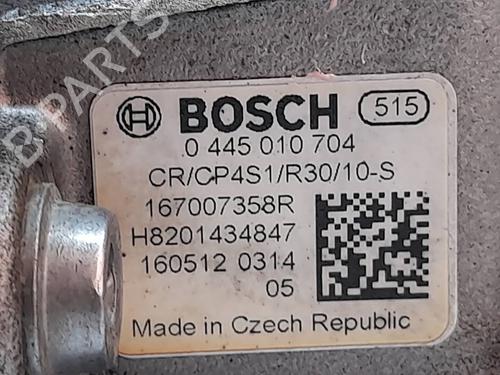 B PARTS
BOSCH 515
0 445 010 704
CR/CP4S1/R30/10-S
167007358R
H8201434847
160512 0314
05
Made in Czech Republic